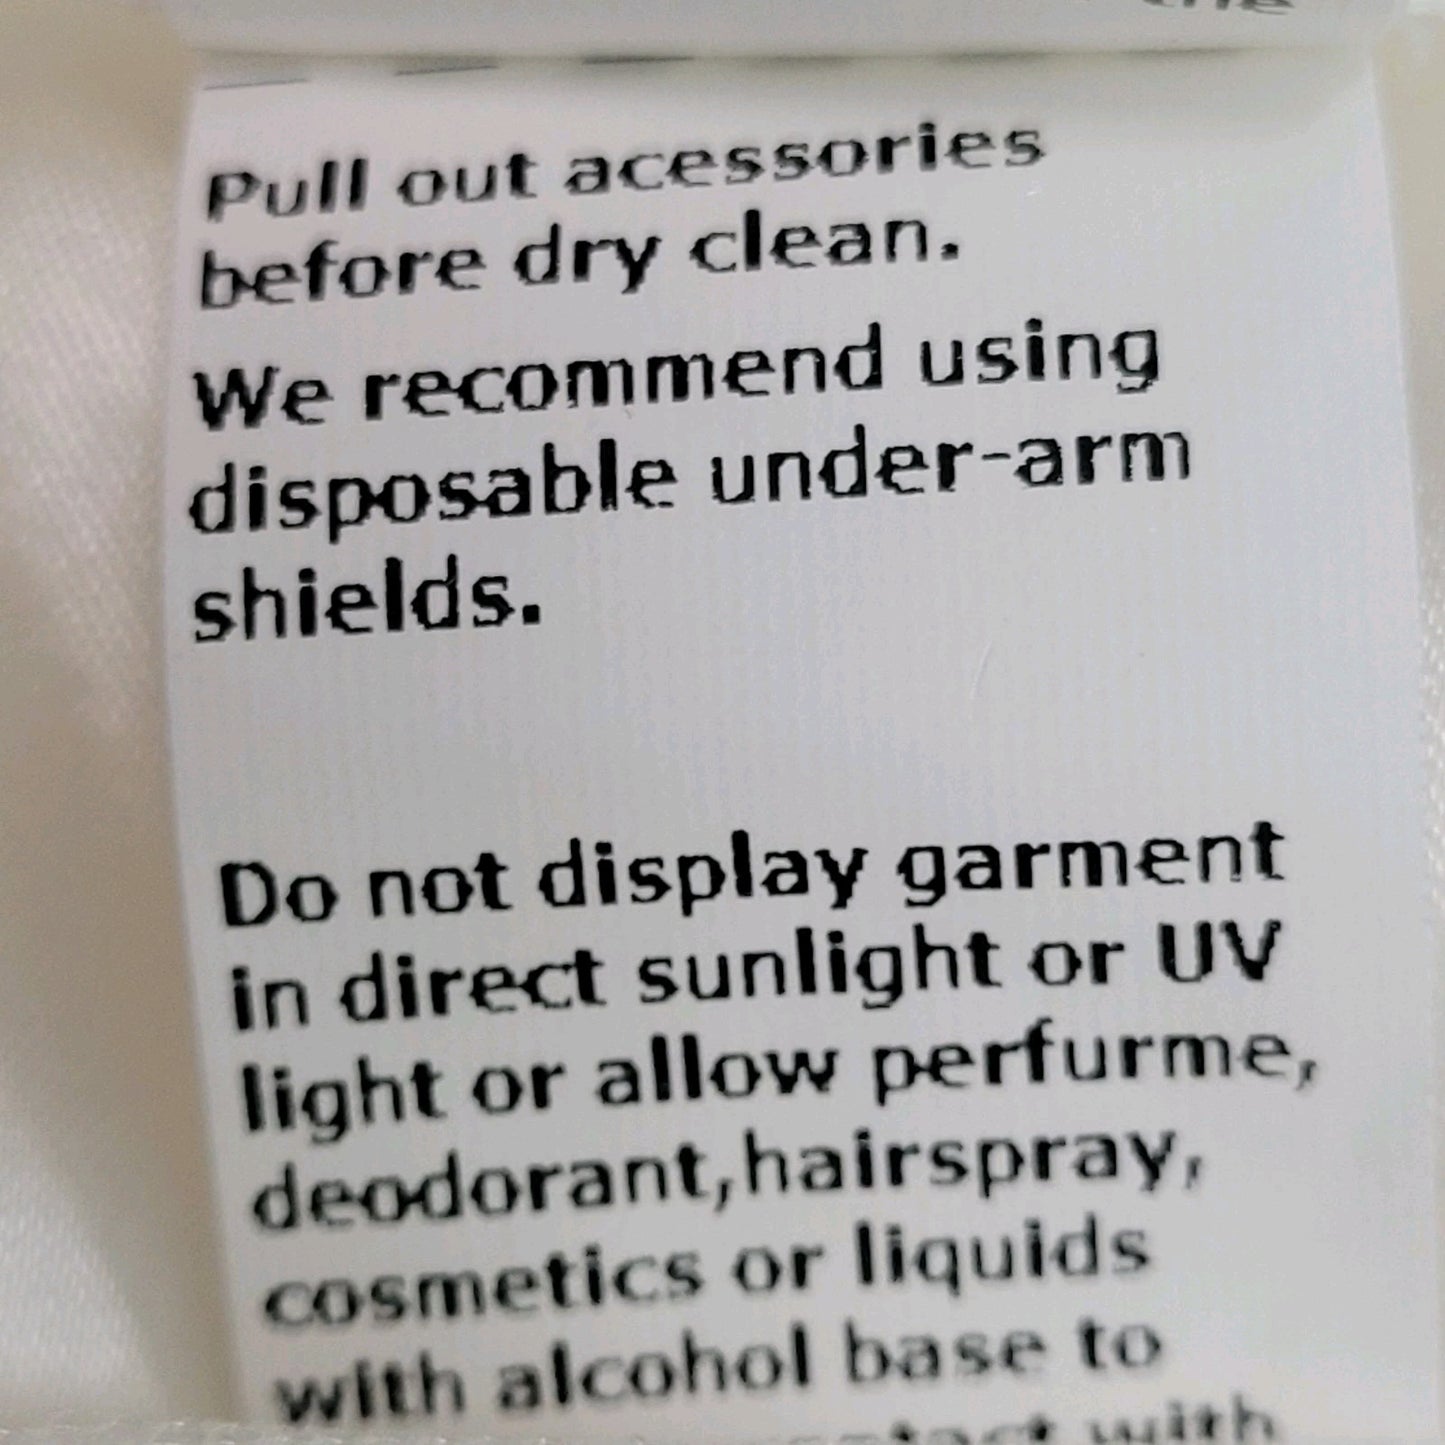 Pull out acessories
before dry clean.
We recommend using
disposable under-arm
shields.
Do not display garment
in direct sunlight or UV
light or allow perfurme,
deodorant,hairspray,
cosmetics or liquids
with alcohol base to
with